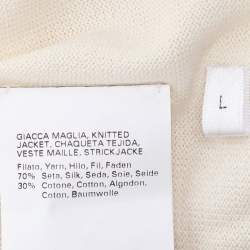 GIACCA MAGLIA, KNITTED
JACKET, CHAQUETA TEJIDA,
VESTE MAILLE, STRICKJACKE
Filato, Yarn, Hilo, Fil, Faden
70% Seta, Silk, Seda, Soie, Seide
30% Cotone, Cotton, Algodon,
Coton, Baumwolle
L